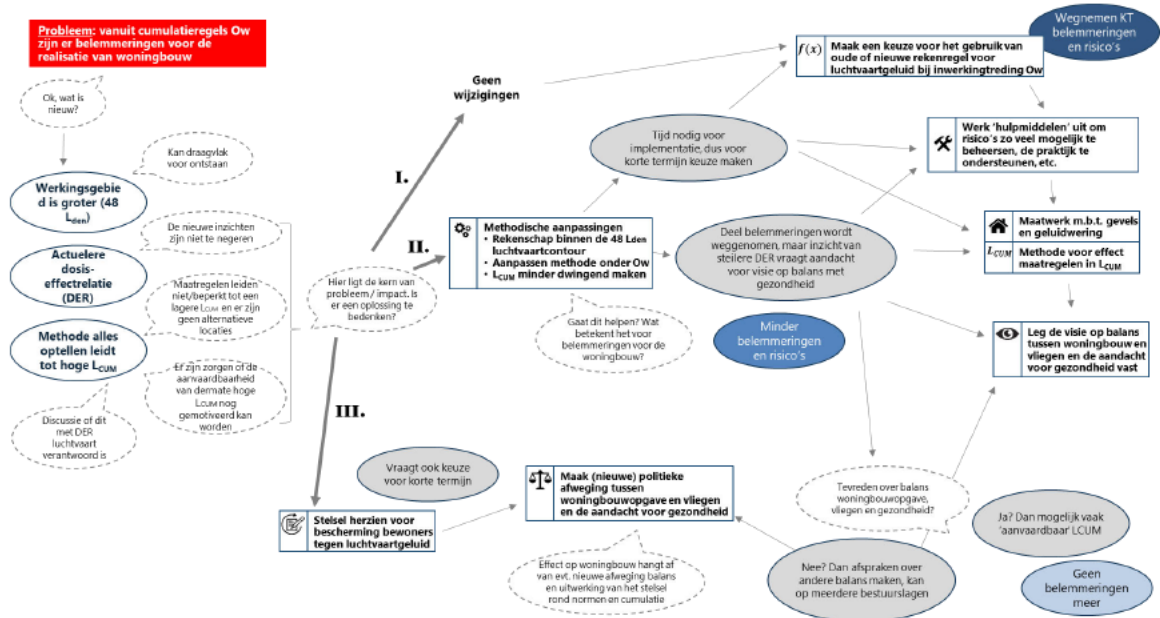 Probleem: vanuit cumulatieregels Ow
zijn er belemmeringen voor de
realisatie van woningbouw
Ok, wat is
nieuw?
Kan draagvlak
voor ontstaan
Werkingsgebie
d is groter (48
Lden)
De nieuwe inzichten
zijn niet te negeren
Actuelere
dosis-
effectrelatie
(DER)
Maatregelen leiden
niet/beperkt tot een
lagere LCUM en er zijn
geen alternatieve
locaties
Methode alles
optellen leidt
tot hoge LCUM
Er zijn zorgen of de
aanvaardbaarheid
van dermate hoge
LCUM nog
gemotiveerd kan
worden
Discussie of dit
met DER
luchtvaart
verantwoord is
Hier ligt de kern van
probleem / impact. Is
er een oplossing te
bedenken?
I.
Geen
wijzigingen
II.
Methodische aanpassingen
• Rekenschap binnen de 48 Lden
luchtvaartcontour
• Aanpassen methode onder Ow
• LCUM minder dwingend maken
Gaat dit helpen? Wat
betekent het voor
belemmeringen voor de
woningbouw?
III.
Stelsel herzien voor
bescherming bewoners
tegen luchtvaartgeluid
Vraagt ook keuze
voor korte termijn
Maak (nieuwe) politieke
afweging tussen
woningbouwopgave en vliegen
en de aandacht voor gezondheid
Effect op woningbouw hangt af
van evt. nieuwe afweging balans
en uitwerking van het stelsel
rond normen en cumulatie
Tijd nodig voor
implementatie, dus voor
korte termijn keuze maken
Deel belemmeringen wordt
weggenomen, maar inzicht van
steilere DER vraagt aandacht
voor visie op balans met
gezondheid
Minder
belemmeringen
en risico's
f(x) Maak een keuze voor het gebruik van
oude of nieuwe rekenregel voor
luchtvaartgeluid bij inwerkingtreding Ow
Wegnemen KT
belemmeringen
en risico's
Werk 'hulpmiddelen' uit om
risico's zo veel mogelijk te
beheersen, de praktijk te
ondersteunen, etc.
Maatwerk m.b.t. gevels
en geluidwering
LCUM Methode voor effect
maatregelen in LCUM
Leg de visie op balans
tussen woningbouw en
vliegen en de aandacht
voor gezondheid vast
Tevreden over balans
woningbouwopgave,
vliegen en gezondheid?
Ja? Dan mogelijk vaak
'aanvaardbaar' LCUM
Nee? Dan afspraken over
andere balans maken, kan
op meerdere bestuurslagen
Geen
belemmeringen
meer